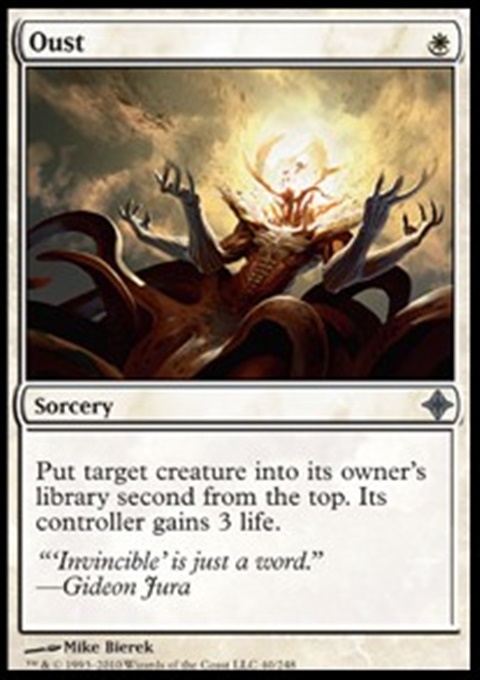 Oust
Sorcery
Put target creature into its owner's
library second from the top. Its
controller gains 3 life.
"'Invincible' is just a word."
—Gideon Jura
Mike Bierek
™ & © 1993-2010 Wizards of the Coast LLC 40/248